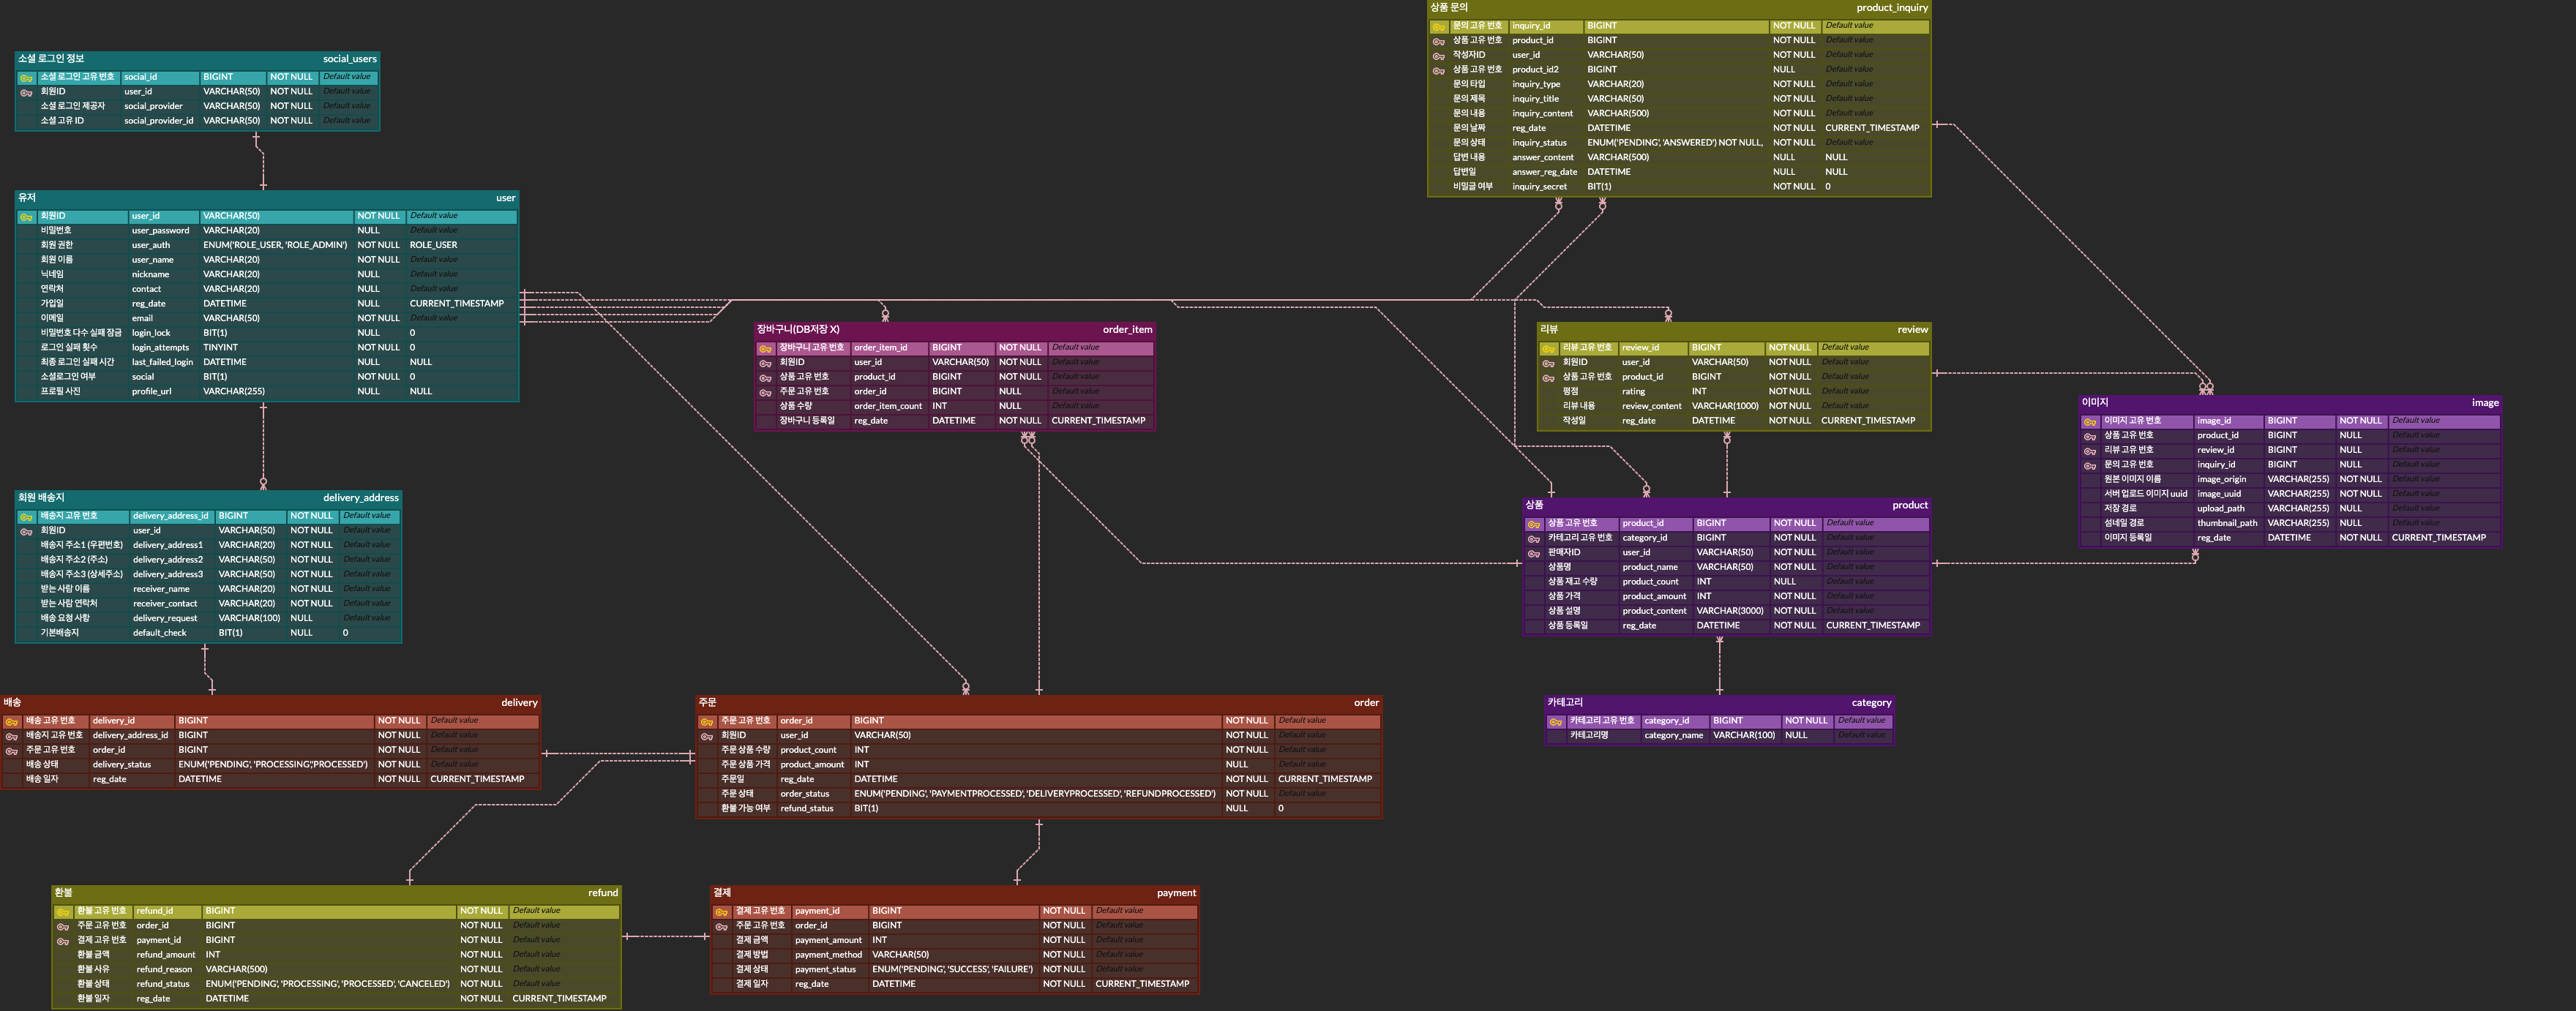 상품 문의 product_inquiry
문의 고유 번호 inquiry_id BIGINT NOT NULL Default value
상품 고유 번호 product_id BIGINT NOT NULL Default value
작성자ID user_id VARCHAR(50) NOT NULL Default value
상품 고유 번호 product_id2 BIGINT NULL Default value
문의 타입 inquiry_type VARCHAR(20) NOT NULL Default value
문의 제목 inquiry_title VARCHAR(50) NOT NULL Default value
문의 내용 inquiry_content VARCHAR(500) NOT NULL Default value
문의 날짜 reg_date DATETIME NOT NULL CURRENT_TIMESTAMP
문의 상태 inquiry_status ENUM('PENDING', 'ANSWERED') NOT NULL, NOT NULL Default value
답변 내용 answer_content VARCHAR(500) NULL NULL
답변일 answer_reg_date DATETIME NULL NULL
비밀글 여부 inquiry_secret BIT(1) NOT NULL 0
소셜 로그인 정보 social_users
소셜 로그인 고유 번호 social_id BIGINT NOT NULL Default value
회원ID user_id VARCHAR(50) NOT NULL Default value
소셜 로그인 제공자 social_provider VARCHAR(50) NOT NULL Default value
소셜 고유 ID social_provider_id VARCHAR(50) NOT NULL Default value
유저 user
회원ID user_id VARCHAR(50) NOT NULL Default value
비밀번호 user_password VARCHAR(20) NULL Default value
회원 권한 user_auth ENUM('ROLE_USER, 'ROLE_ADMIN') NOT NULL ROLE_USER
회원 이름 user_name VARCHAR(20) NOT NULL Default value
닉네임 nickname VARCHAR(20) NULL Default value
연락처 contact VARCHAR(20) NULL Default value
가입일 reg_date DATETIME NULL CURRENT_TIMESTAMP
이메일 email VARCHAR(50) NOT NULL Default value
비밀번호 다수 실패 잠금 login_lock BIT(1) NULL 0
로그인 실패 횟수 login_attempts TINYINT NOT NULL 0
최종 로그인 실패 시간 last_failed_login DATETIME NULL NULL
소셜로그인 여부 social BIT(1) NOT NULL 0
프로필 사진 profile_url VARCHAR(255) NULL NULL
장바구니(DB저장 X) order_item
장바구니 고유 번호 order_item_id BIGINT NOT NULL Default value
회원ID user_id VARCHAR(50) NOT NULL Default value
상품 고유 번호 product_id BIGINT NOT NULL Default value
주문 고유 번호 order_id BIGINT NULL Default value
상품 수량 order_item_count INT NULL Default value
장바구니 등록일 reg_date DATETIME NOT NULL CURRENT_TIMESTAMP
리뷰 review
리뷰 고유 번호 review_id BIGINT NOT NULL Default value
회원ID user_id VARCHAR(50) NOT NULL Default value
상품 고유 번호 product_id BIGINT NOT NULL Default value
평점 rating INT NOT NULL Default value
리뷰 내용 review_content VARCHAR(1000) NOT NULL Default value
작성일 reg_date DATETIME NOT NULL CURRENT_TIMESTAMP
이미지 image
이미지 고유 번호 image_id BIGINT NOT NULL Default value
상품 고유 번호 product_id BIGINT NULL Default value
리뷰 고유 번호 review_id BIGINT NULL Default value
문의 고유 번호 inquiry_id BIGINT NULL Default value
원본 이미지 이름 image_origin VARCHAR(255) NOT NULL Default value
서버 업로드 이미지 uuid image_uuid VARCHAR(255) NOT NULL Default value
저장 경로 upload_path VARCHAR(255) NULL Default value
섬네일 경로 thumbnail_path VARCHAR(255) NULL Default value
이미지 등록일 reg_date DATETIME NOT NULL CURRENT_TIMESTAMP
회원 배송지 delivery_address
배송지 고유 번호 delivery_address_id BIGINT NOT NULL Default value
회원ID user_id VARCHAR(50) NOT NULL Default value
배송지 주소1 (우편번호) delivery_address1 VARCHAR(20) NOT NULL Default value
배송지 주소2 (주소) delivery_address2 VARCHAR(50) NOT NULL Default value
배송지 주소3 (상세주소) delivery_address3 VARCHAR(50) NOT NULL Default value
받는 사람 이름 receiver_name VARCHAR(20) NOT NULL Default value
받는 사람 연락처 receiver_contact VARCHAR(20) NOT NULL Default value
배송 요청 사항 delivery_request VARCHAR(100) NULL Default value
기본배송지 default_check BIT(1) NULL 0
상품 product
상품 고유 번호 product_id BIGINT NOT NULL Default value
카테고리 고유 번호 category_id BIGINT NOT NULL Default value
판매자ID user_id VARCHAR(50) NOT NULL Default value
상품명 product_name VARCHAR(50) NOT NULL Default value
상품 재고 수량 product_count INT NULL Default value
상품 가격 product_amount INT NOT NULL Default value
상품 설명 product_content VARCHAR(3000) NOT NULL Default value
상품 등록일 reg_date DATETIME NOT NULL CURRENT_TIMESTAMP
배송 delivery
배송 고유 번호 delivery_id BIGINT NOT NULL Default value
배송지 고유 번호 delivery_address_id BIGINT NOT NULL Default value
주문 고유 번호 order_id BIGINT NOT NULL Default value
배송 상태 delivery_status ENUM('PENDING', 'PROCESSING','PROCESSED') NOT NULL Default value
배송 일자 reg_date DATETIME NOT NULL CURRENT_TIMESTAMP
주문 order
주문 고유 번호 order_id BIGINT NOT NULL Default value
회원ID user_id VARCHAR(50) NOT NULL Default value
주문 상품 수량 product_count INT NOT NULL Default value
주문 상품 가격 product_amount INT NULL Default value
주문일 reg_date DATETIME NOT NULL CURRENT_TIMESTAMP
주문 상태 order_status ENUM('PENDING', 'PAYMENTPROCESSED', 'DELIVERYPROCESSED', 'REFUNDPROCESSED') NOT NULL Default value
환불 가능 여부 refund_status BIT(1) NULL 0
카테고리 category
카테고리 고유 번호 category_id BIGINT NOT NULL Default value
카테고리명 category_name VARCHAR(100) NULL Default value
환불 refund
환불 고유 번호 refund_id BIGINT NOT NULL Default value
주문 고유 번호 order_id BIGINT NOT NULL Default value
결제 고유 번호 payment_id BIGINT NOT NULL Default value
환불 금액 refund_amount INT NOT NULL Default value
환불 사유 refund_reason VARCHAR(500) NOT NULL Default value
환불 상태 refund_status ENUM('PENDING', 'PROCESSING', 'PROCESSED', 'CANCELED') NOT NULL Default value
환불 일자 reg_date DATETIME NOT NULL CURRENT_TIMESTAMP
결제 payment
결제 고유 번호 payment_id BIGINT NOT NULL Default value
주문 고유 번호 order_id BIGINT NOT NULL Default value
결제 금액 payment_amount INT NOT NULL Default value
결제 방법 payment_method VARCHAR(50) NOT NULL Default value
결제 상태 payment_status ENUM('PENDING', 'SUCCESS', 'FAILURE') NOT NULL Default value
결제 일자 reg_date DATETIME NOT NULL CURRENT_TIMESTAMP